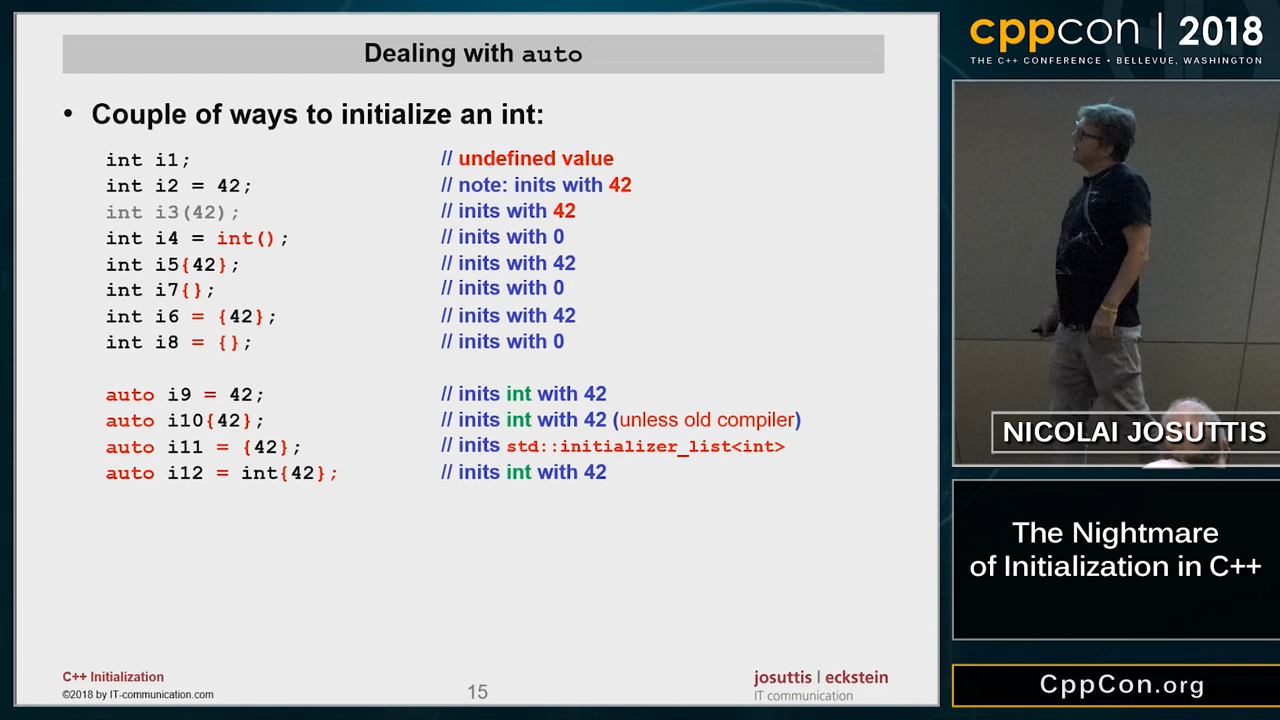 Dealing with auto
• Couple of ways to initialize an int:
int i1; // undefined value
int i2 = 42; // note: inits with 42
int i3(42); // inits with 42
int i4 = int(); // inits with 0
int i5{42}; // inits with 42
int i7{}; // inits with 0
int i6 = {42}; // inits with 42
int i8 = {}; // inits with 0
auto i9 = 42; // inits int with 42
auto i10{42}; // inits int with 42 (unless old compiler)
auto i11 = {42}; // inits std::initializer_list<int>
auto i12 = int{42}; // inits int with 42
C++ Initialization
©2018 by IT-communication.com
15
josuttis | eckstein
IT communication
cppcon | 2018
THE C++ CONFERENCE • BELLEVUE, WASHINGTON
NICOLAI JOSUTTIS
The Nightmare
of Initialization in C++
CppCon.org